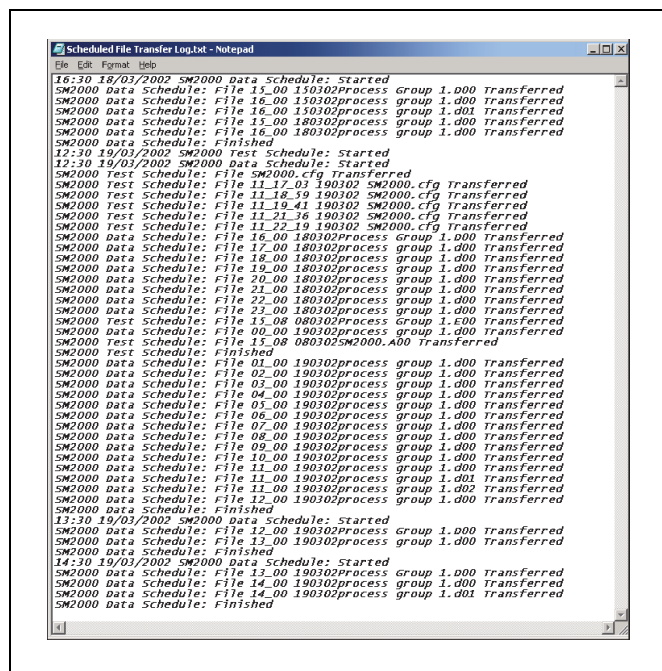 Scheduled File Transfer Log.txt - Notepad
File Edit Format Help
16:30 18/03/2002 SM2000 Data Schedule: Started
SM2000 Data Schedule: File 15_00 150302Process Group 1.D00 Transferred
SM2000 Data Schedule: File 16_00 150302process group 1.d00 Transferred
SM2000 Data Schedule: File 16_00 150302process group 1.d01 Transferred
SM2000 Data Schedule: File 15_00 180302process group 1.d00 Transferred
SM2000 Data Schedule: File 16_00 180302process group 1.d00 Transferred
SM2000 Data Schedule: Finished
12:30 19/03/2002 SM2000 Test Schedule: Started
12:30 19/03/2002 SM2000 Data Schedule: Started
SM2000 Test Schedule: File SM2000.cfg Transferred
SM2000 Test Schedule: File 11_17_03 190302 SM2000.cfg Transferred
SM2000 Test Schedule: File 11_18_59 190302 SM2000.cfg Transferred
SM2000 Test Schedule: File 11_19_41 190302 SM2000.cfg Transferred
SM2000 Test Schedule: File 11_21_36 190302 SM2000.cfg Transferred
SM2000 Test Schedule: File 11_22_19 190302 SM2000.cfg Transferred
SM2000 Data Schedule: File 16_00 180302Process Group 1.D00 Transferred
SM2000 Data Schedule: File 17_00 180302process group 1.d00 Transferred
SM2000 Data Schedule: File 18_00 180302process group 1.d00 Transferred
SM2000 Data Schedule: File 19_00 180302process group 1.d00 Transferred
SM2000 Data Schedule: File 20_00 180302process group 1.d00 Transferred
SM2000 Data Schedule: File 21_00 180302process group 1.d00 Transferred
SM2000 Data Schedule: File 22_00 180302process group 1.d00 Transferred
SM2000 Data Schedule: File 23_00 180302process group 1.d00 Transferred
SM2000 Test Schedule: File 15_08 080302Process Group 1.E00 Transferred
SM2000 Data Schedule: File 00_00 190302process group 1.d00 Transferred
SM2000 Test Schedule: File 15_08 080302SM2000.A00 Transferred
SM2000 Test Schedule: Finished
SM2000 Data Schedule: File 01_00 190302process group 1.d00 Transferred
SM2000 Data Schedule: File 02_00 190302process group 1.d00 Transferred
SM2000 Data Schedule: File 03_00 190302process group 1.d00 Transferred
SM2000 Data Schedule: File 04_00 190302process group 1.d00 Transferred
SM2000 Data Schedule: File 05_00 190302process group 1.d00 Transferred
SM2000 Data Schedule: File 06_00 190302process group 1.d00 Transferred
SM2000 Data Schedule: File 07_00 190302process group 1.d00 Transferred
SM2000 Data Schedule: File 08_00 190302process group 1.d00 Transferred
SM2000 Data Schedule: File 09_00 190302process group 1.d00 Transferred
SM2000 Data Schedule: File 10_00 190302process group 1.d00 Transferred
SM2000 Data Schedule: File 11_00 190302process group 1.d00 Transferred
SM2000 Data Schedule: File 11_00 190302process group 1.d01 Transferred
SM2000 Data Schedule: File 11_00 190302process group 1.d02 Transferred
SM2000 Data Schedule: File 12_00 190302process group 1.d00 Transferred
SM2000 Data Schedule: Finished
13:30 19/03/2002 SM2000 Data Schedule: Started
SM2000 Data Schedule: File 12_00 190302Process Group 1.D00 Transferred
SM2000 Data Schedule: File 13_00 190302process group 1.d00 Transferred
SM2000 Data Schedule: Finished
14:30 19/03/2002 SM2000 Data Schedule: Started
SM2000 Data Schedule: File 13_00 190302Process Group 1.D00 Transferred
SM2000 Data Schedule: File 14_00 190302process group 1.d00 Transferred
SM2000 Data Schedule: File 14_00 190302process group 1.d01 Transferred
SM2000 Data Schedule: Finished